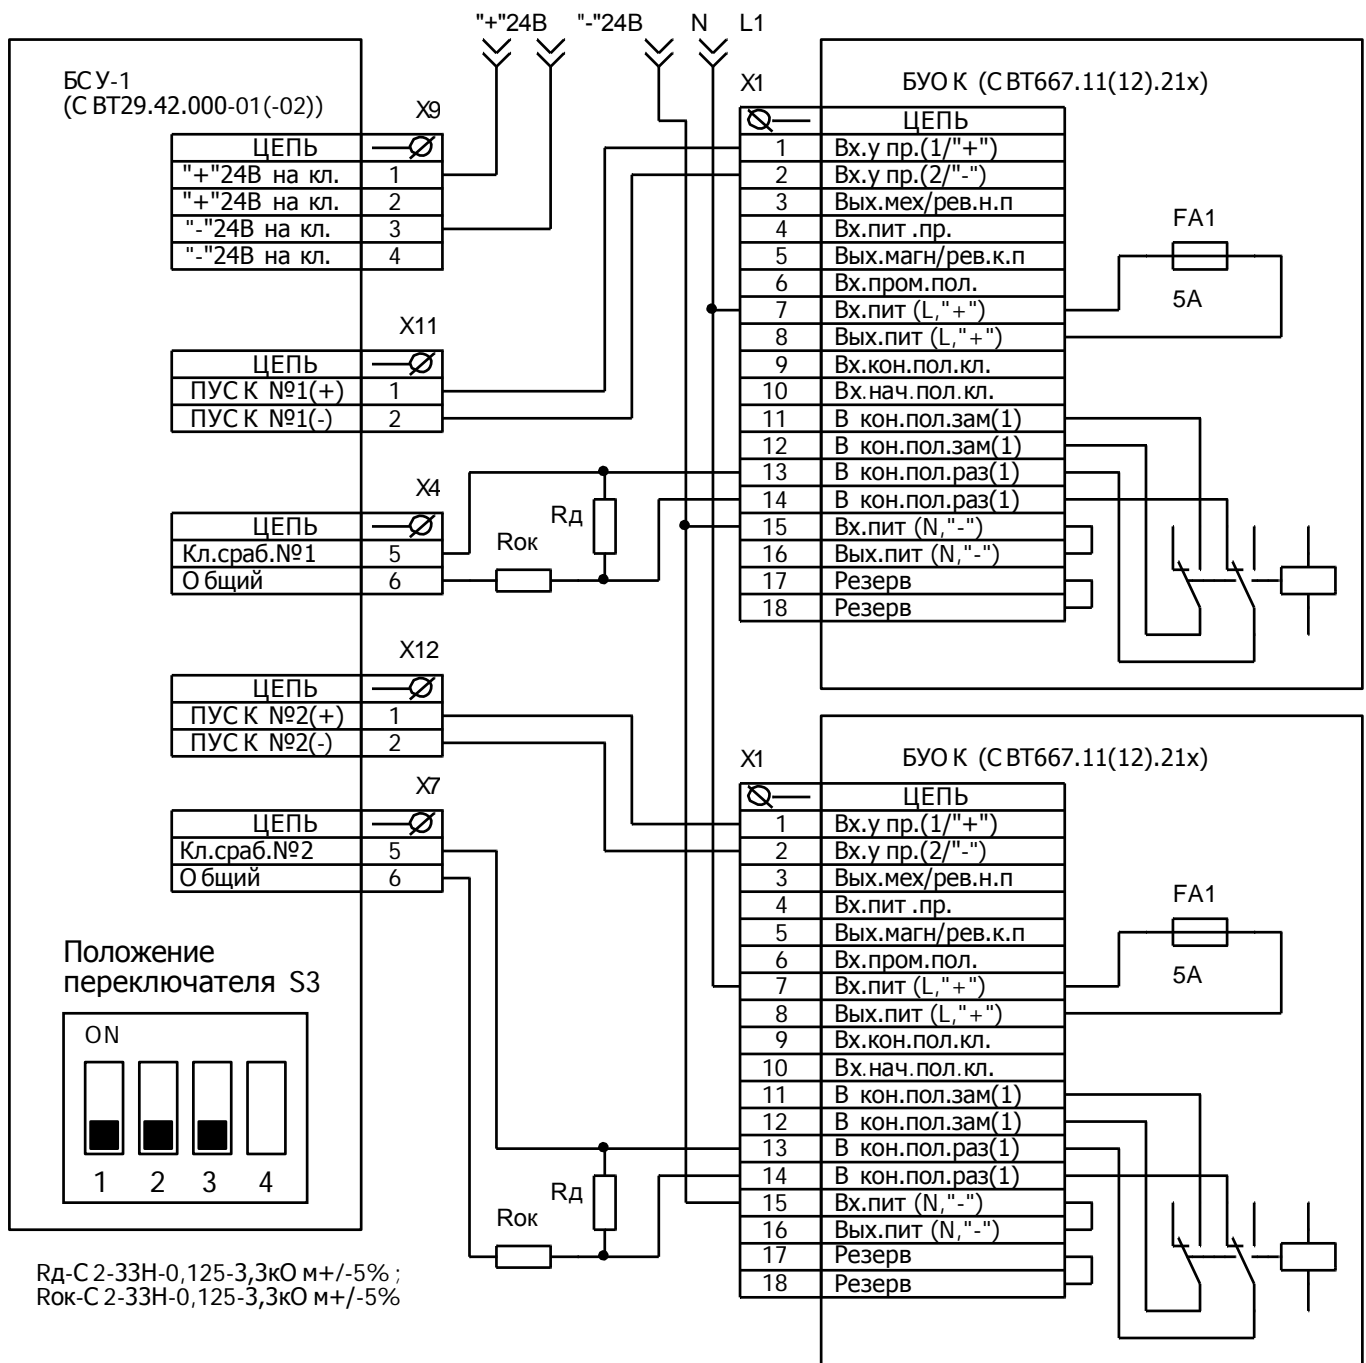 "+"24В "-"24В N L1
БСУ-1
(СВТ29.42.000-01(-02))
X9
ЦЕПЬ
"+"24В на кл. 1
"+"24В на кл. 2
"-"24В на кл. 3
"-"24В на кл. 4
X11
ЦЕПЬ
ПУСК №1(+) 1
ПУСК №1(-) 2
X4
ЦЕПЬ
Кл.сраб.№1 5
Общий 6
Rок
Rд
X12
ЦЕПЬ
ПУСК №2(+) 1
ПУСК №2(-) 2
X7
ЦЕПЬ
Кл.сраб.№2 5
Общий 6
Rок
Rд
Положение
переключателя S3
ON
1 2 3 4
Rд-С2-33Н-0,125-3,3кОм+/-5% ;
Rок-С2-33Н-0,125-3,3кОм+/-5%
X1
БУОК (СВТ667.11(12).21х)
ЦЕПЬ
1 Вх.упр.(1/"+")
2 Вх.упр.(2/"-")
3 Вых.мех/рев.н.п
4 Вх.пит.пр.
5 Вых.магн/рев.к.п
6 Вх.пром.пол.
7 Вх.пит (L,"+")
8 Вых.пит (L,"+")
9 Вх.кон.пол.кл.
10 Вх.нач.пол.кл.
11 В кон.пол.зам(1)
12 В кон.пол.зам(1)
13 В кон.пол.раз(1)
14 В кон.пол.раз(1)
15 Вх.пит (N,"-")
16 Вых.пит (N,"-")
17 Резерв
18 Резерв
FA1
5А
X1
БУОК (СВТ667.11(12).21х)
ЦЕПЬ
1 Вх.упр.(1/"+")
2 Вх.упр.(2/"-")
3 Вых.мех/рев.н.п
4 Вх.пит.пр.
5 Вых.магн/рев.к.п
6 Вх.пром.пол.
7 Вх.пит (L,"+")
8 Вых.пит (L,"+")
9 Вх.кон.пол.кл.
10 Вх.нач.пол.кл.
11 В кон.пол.зам(1)
12 В кон.пол.зам(1)
13 В кон.пол.раз(1)
14 В кон.пол.раз(1)
15 Вх.пит (N,"-")
16 Вых.пит (N,"-")
17 Резерв
18 Резерв
FA1
5А